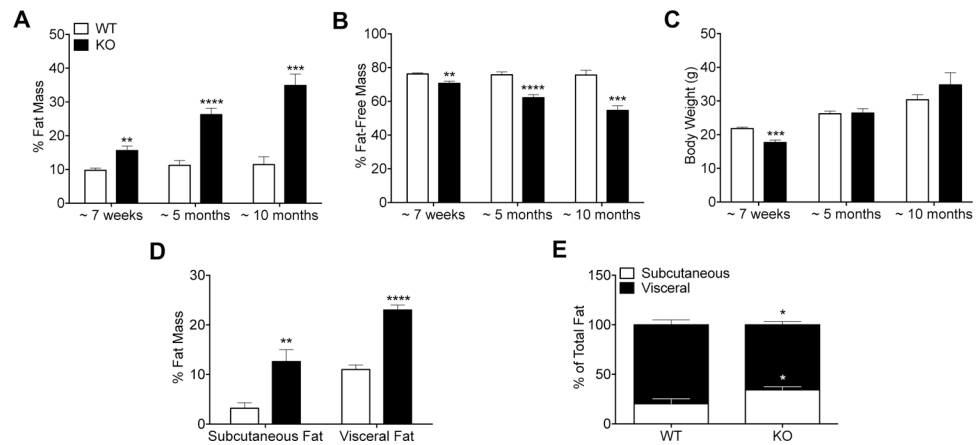 A
WT
KO
% Fat Mass
50
40
30
20
10
0
**
****
***
~ 7 weeks
~ 5 months
~ 10 months
B
% Fat-Free Mass
100
80
60
40
20
0
**
****
***
~ 7 weeks
~ 5 months
~ 10 months
C
Body Weight (g)
50
40
30
20
10
0
***
~ 7 weeks
~ 5 months
~ 10 months
D
% Fat Mass
30
20
10
0
**
****
Subcutaneous Fat
Visceral Fat
E
Subcutaneous
Visceral
% of Total Fat
150
100
50
0
*
*
WT
KO